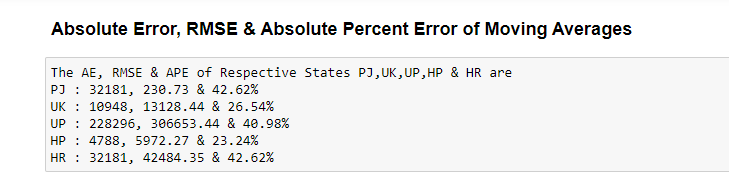 Absolute Error, RMSE & Absolute Percent Error of Moving Averages
The AE, RMSE & APE of Respective States PJ,UK,UP,HP & HR are
PJ : 32181, 230.73 & 42.62%
UK : 10948, 13128.44 & 26.54%
UP : 228296, 306653.44 & 40.98%
HP : 4788, 5972.27 & 23.24%
HR : 32181, 42484.35 & 42.62%